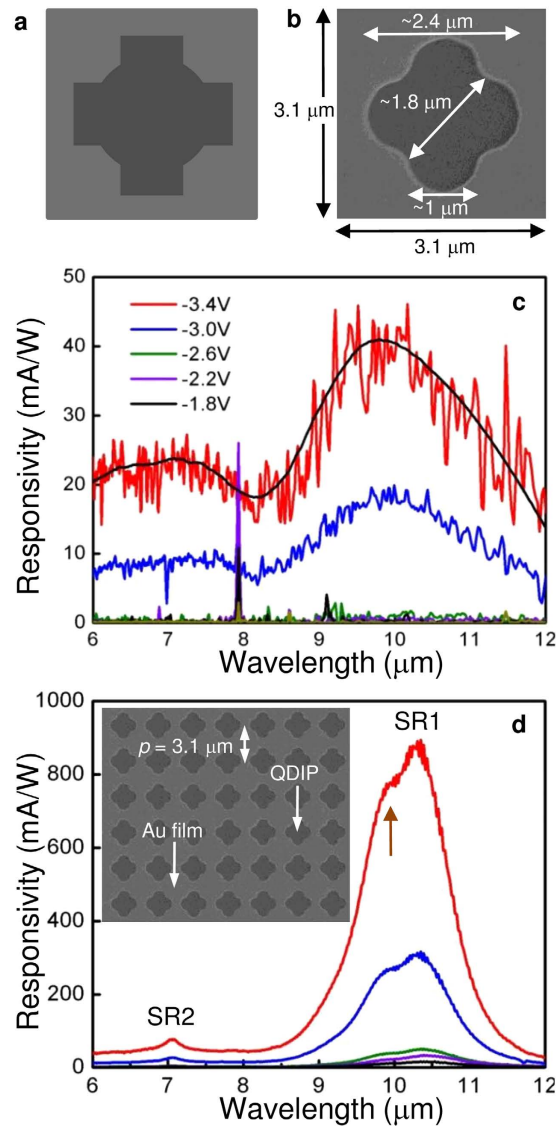 a
b
~2.4 μm
3.1 μm
~1.8 μm
~1 μm
3.1 μm
50
40
30
20
10
0
Responsivity (mA/W)
-3.4V
-3.0V
-2.6V
-2.2V
-1.8V
c
6 7 8 9 10 11 12
Wavelength (μm)
1000
800
600
400
200
0
Responsivity (mA/W)
d
SR1
p = 3.1 μm
QDIP
Au film
SR2
6 7 8 9 10 11 12
Wavelength (μm)